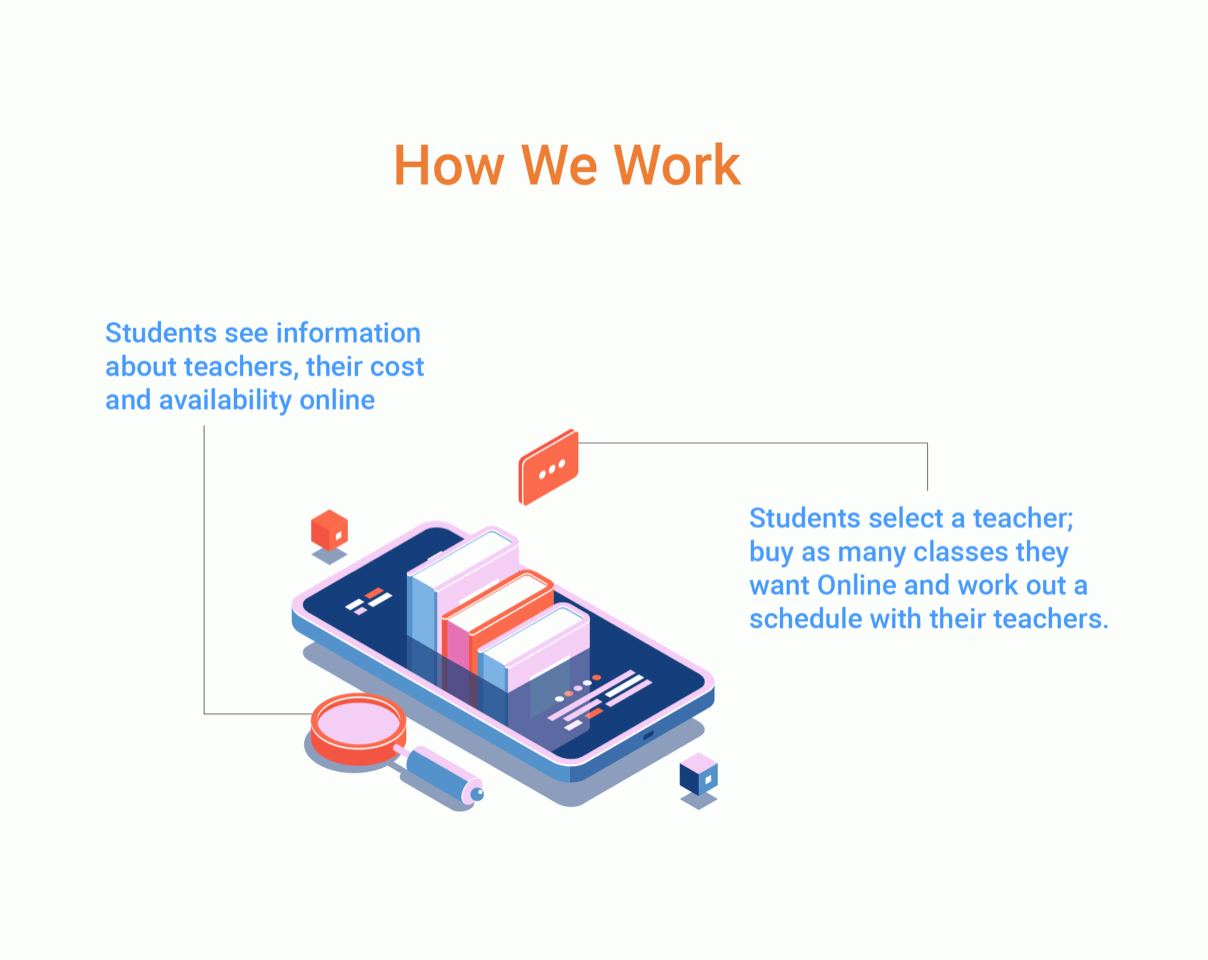 How We Work
Students see information
about teachers, their cost
and availability online
Students select a teacher;
buy as many classes they
want Online and work out a
schedule with their teachers.